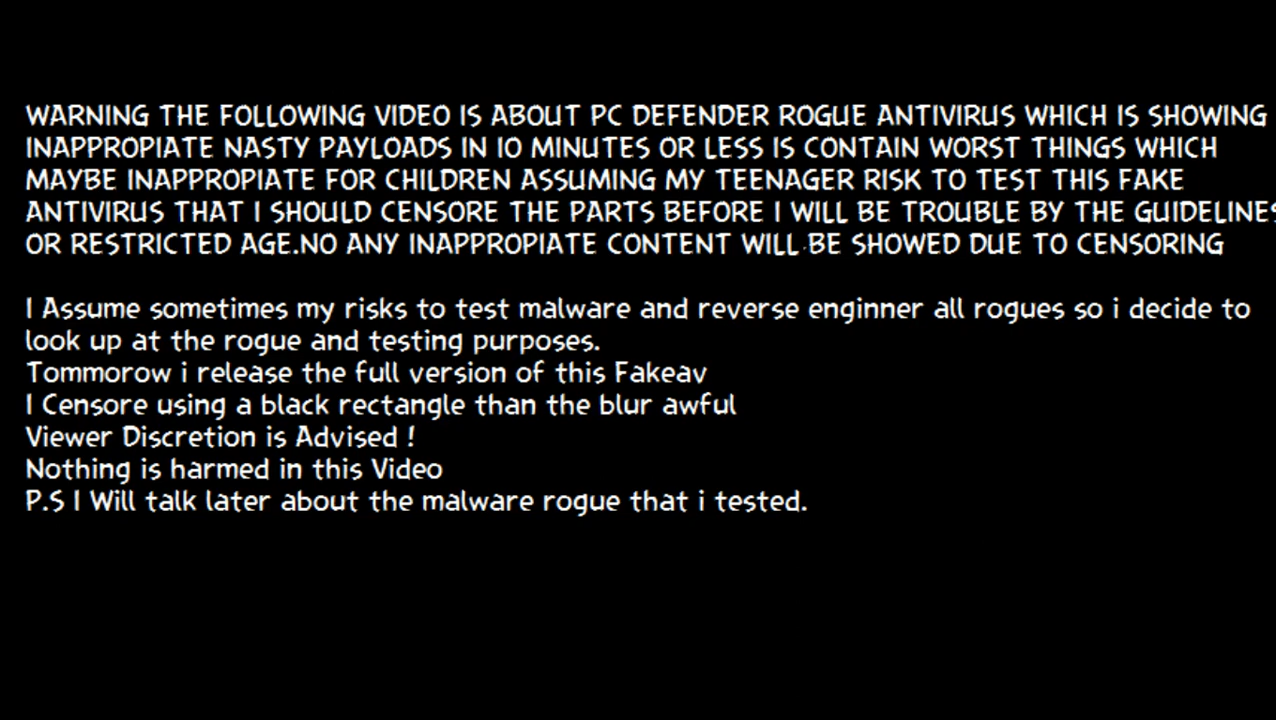 WARNING THE FOLLOWING VIDEO IS ABOUT PC DEFENDER ROGUE ANTIVIRUS WHICH IS SHOWING
INAPPROPIATE NASTY PAYLOADS IN 10 MINUTES OR LESS IS CONTAIN WORST THINGS WHICH
MAYBE INAPPROPIATE FOR CHILDREN ASSUMING MY TEENAGER RISK TO TEST THIS FAKE
ANTIVIRUS THAT I SHOULD CENSORE THE PARTS BEFORE I WILL BE TROUBLE BY THE GUIDELINES
OR RESTRICTED AGE.NO ANY INAPPROPIATE CONTENT WILL BE SHOWED DUE TO CENSORING
I Assume sometimes my risks to test malware and reverse enginner all rogues so i decide to
look up at the rogue and testing purposes.
Tommorow i release the full version of this Fakeav
I Censore using a black rectangle than the blur awful
Viewer Discretion is Advised !
Nothing is harmed in this Video
P.S I Will talk later about the malware rogue that i tested.